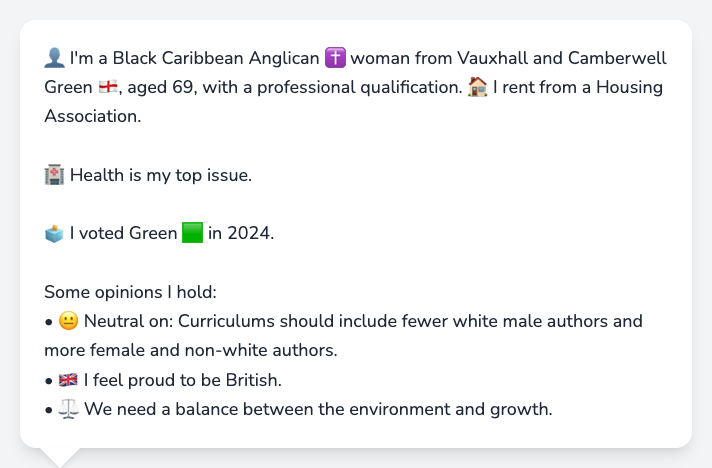 👤 I'm a Black Caribbean Anglican ✝️ woman from Vauxhall and Camberwell
Green 🏴󠁧󠁢󠁥󠁮󠁧󠁿, aged 69, with a professional qualification. 🏠 I rent from a Housing
Association.
🏥 Health is my top issue.
🗳️ I voted Green 🟩 in 2024.
Some opinions I hold:
• 😐 Neutral on: Curriculums should include fewer white male authors and
more female and non-white authors.
• 🇬🇧 I feel proud to be British.
• ⚖️ We need a balance between the environment and growth.